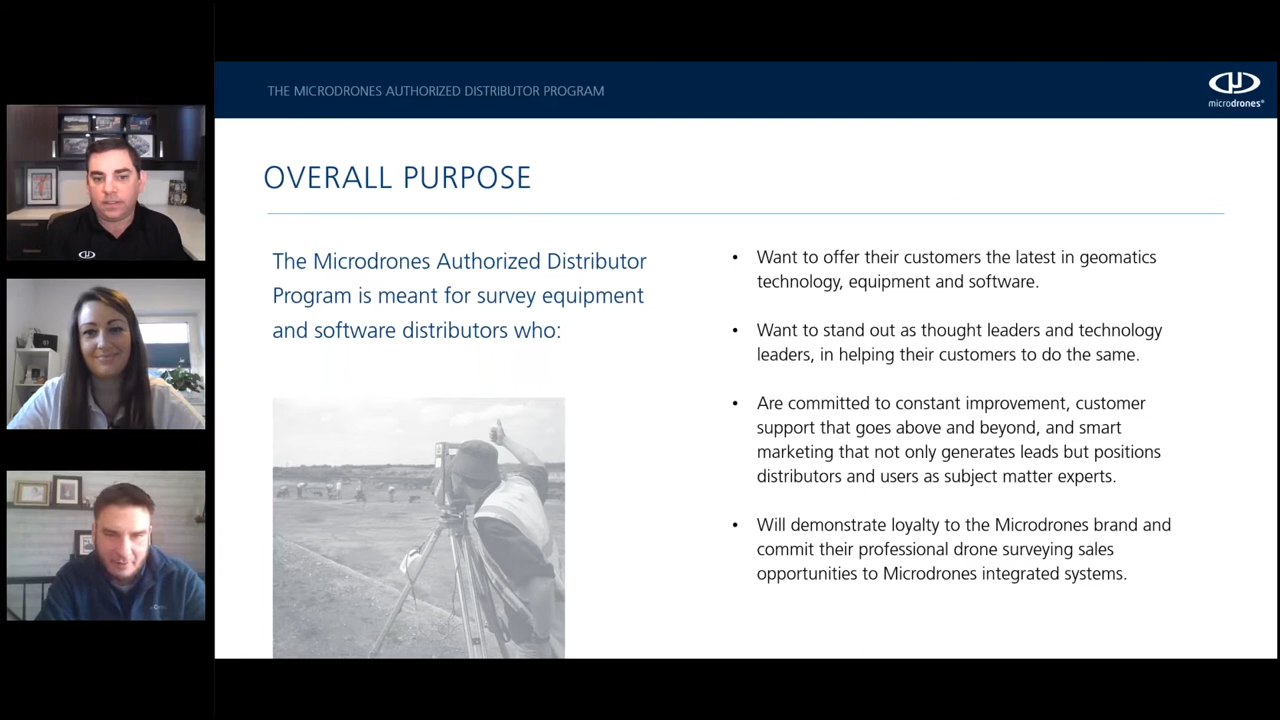 THE MICRODRONES AUTHORIZED DISTRIBUTOR PROGRAM
microdrones®
OVERALL PURPOSE
The Microdrones Authorized Distributor
Program is meant for survey equipment
and software distributors who:
• Want to offer their customers the latest in geomatics
technology, equipment and software.
• Want to stand out as thought leaders and technology
leaders, in helping their customers to do the same.
• Are committed to constant improvement, customer
support that goes above and beyond, and smart
marketing that not only generates leads but positions
distributors and users as subject matter experts.
• Will demonstrate loyalty to the Microdrones brand and
commit their professional drone surveying sales
opportunities to Microdrones integrated systems.